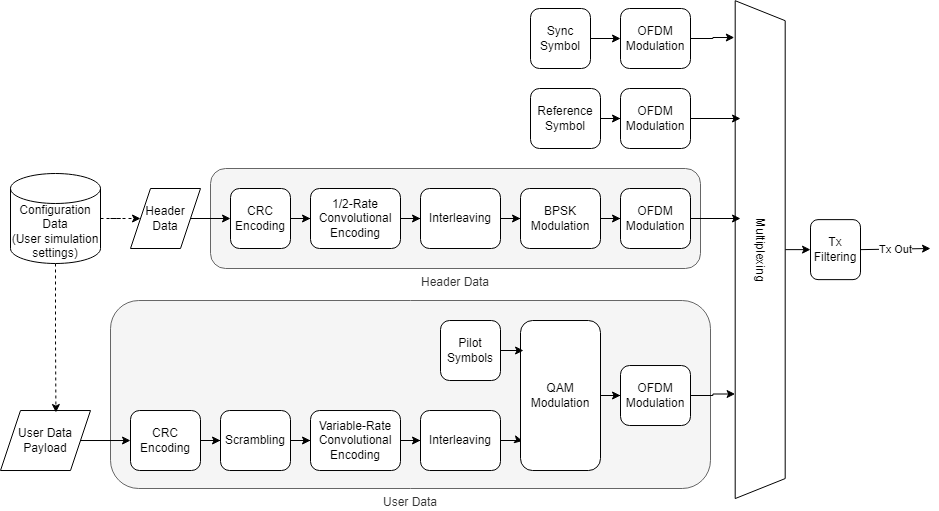 Sync
Symbol
OFDM
Modulation
Reference
Symbol
OFDM
Modulation
Configuration
Data
(User simulation
settings)
Header
Data
CRC
Encoding
1/2-Rate
Convolutional
Encoding
Interleaving
BPSK
Modulation
OFDM
Modulation
Header Data
Multiplexing
Tx
Filtering
Tx Out
Pilot
Symbols
QAM
Modulation
OFDM
Modulation
User Data
Payload
CRC
Encoding
Scrambling
Variable-Rate
Convolutional
Encoding
Interleaving
User Data